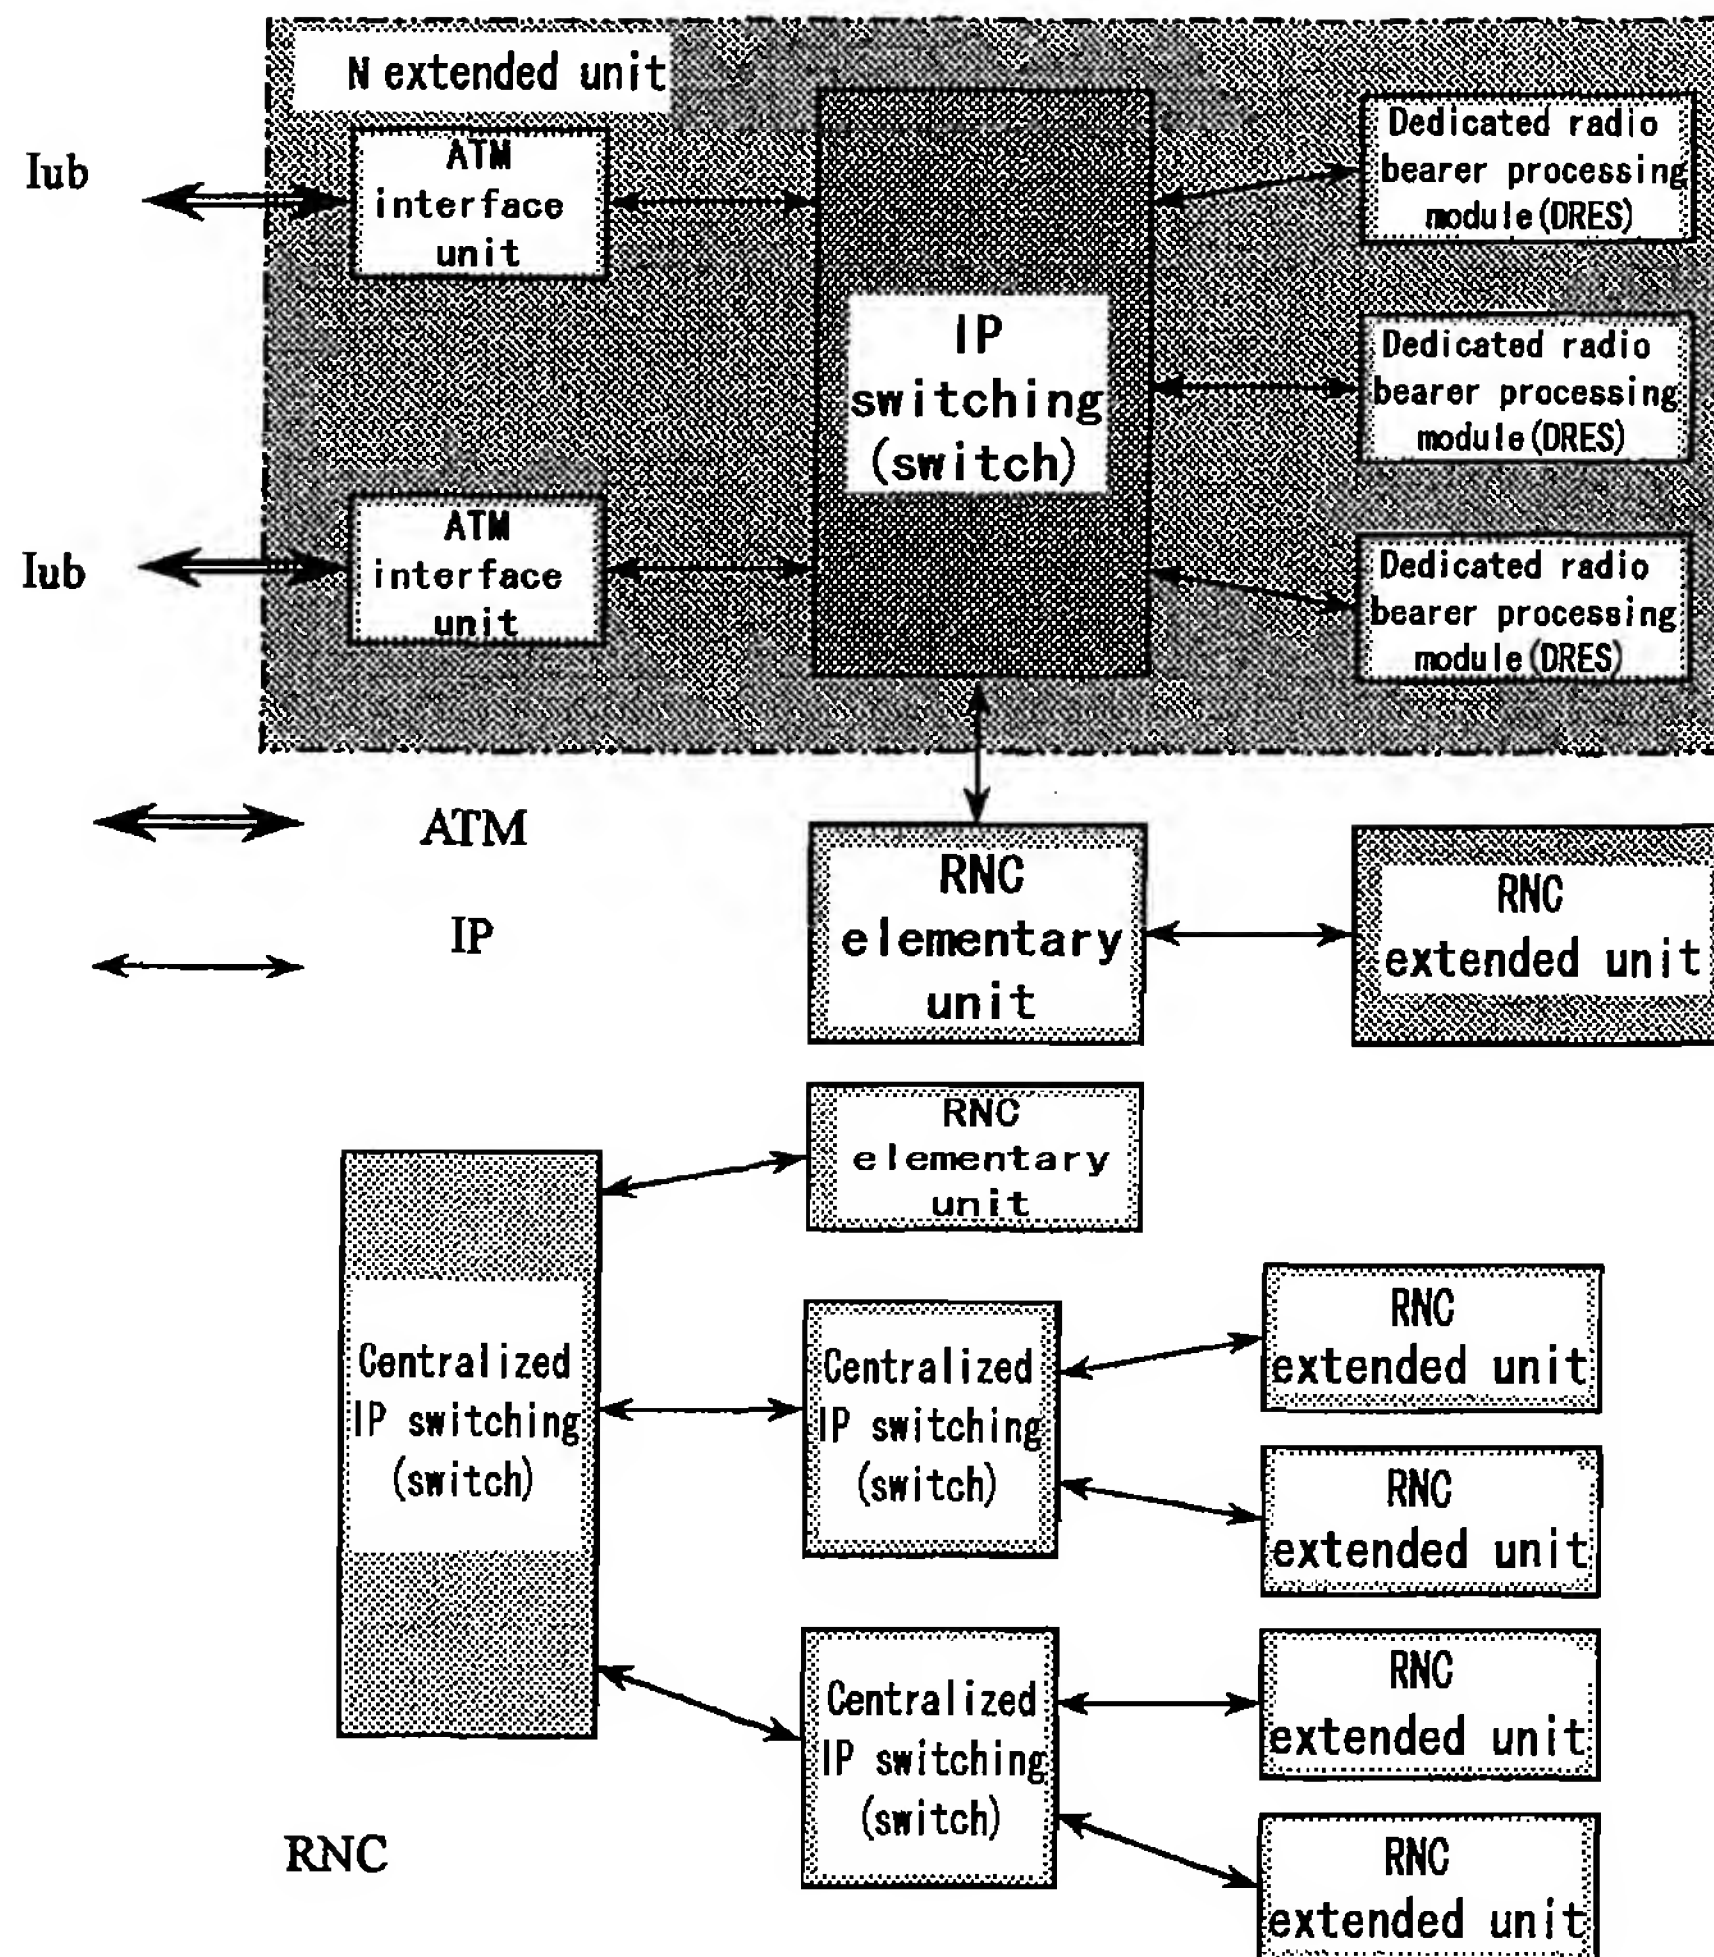 N extended unit
Iub
ATM
interface
unit
Dedicated radio
bearer processing
module(DRES)
IP
switching
(switch)
Dedicated radio
bearer processing
module(DRES)
Iub
ATM
interface
unit
Dedicated radio
bearer processing
module(DRES)
ATM
IP
RNC
elementary
unit
RNC
extended unit
RNC
elementary
unit
Centralized
IP switching
(switch)
Centralized
IP switching
(switch)
RNC
extended unit
RNC
extended unit
Centralized
IP switching
(switch)
RNC
extended unit
RNC
extended unit
RNC